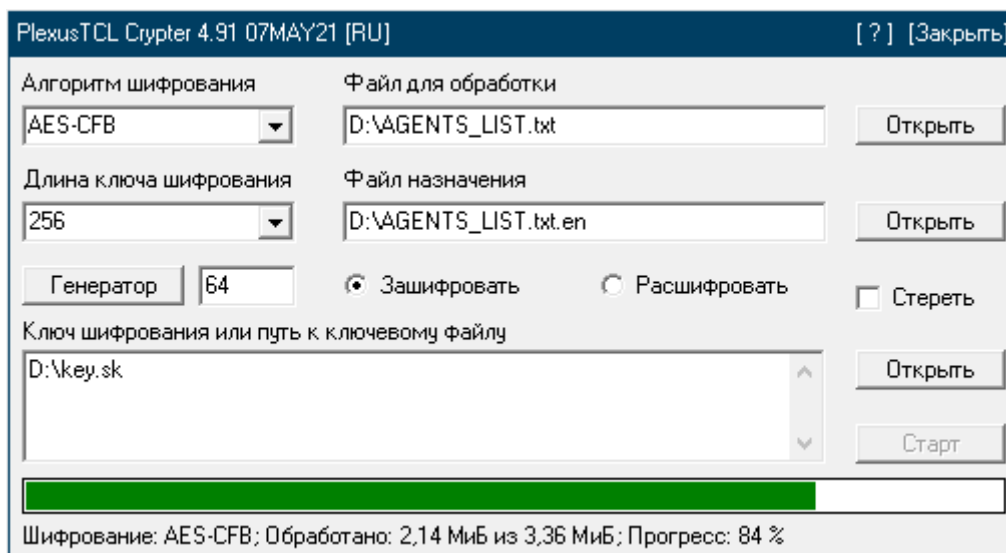 PlexusTCL Crypter 4.91 07MAY21 [RU] [ ? ] [Закрыть]
Алгоритм шифрования Файл для обработки
AES-CFB D:\AGENTS_LIST.txt Открыть
Длина ключа шифрования Файл назначения
256 D:\AGENTS_LIST.txt.en Открыть
Генератор 64 Зашифровать Расшифровать Стереть
Ключ шифрования или путь к ключевому файлу
D:\key.sk Открыть
Старт
Шифрование: AES-CFB; Обработано: 2,14 МиБ из 3,36 МиБ; Прогресс: 84 %